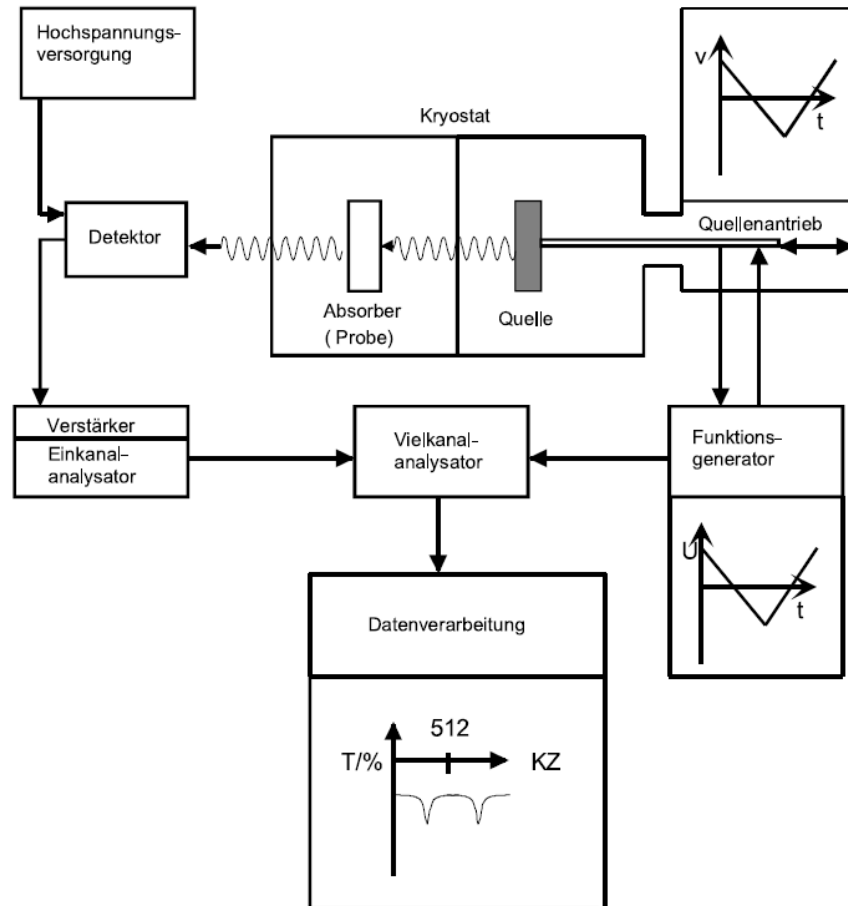 Hochspannungs-
versorgung
v
t
Kryostat
Quellenantrieb
Detektor
Absorber
( Probe)
Quelle
Verstärker
Einkanal-
analysator
Vielkanal-
analysator
Funktions-
generator
U
t
Datenverarbeitung
512
T/%
KZ